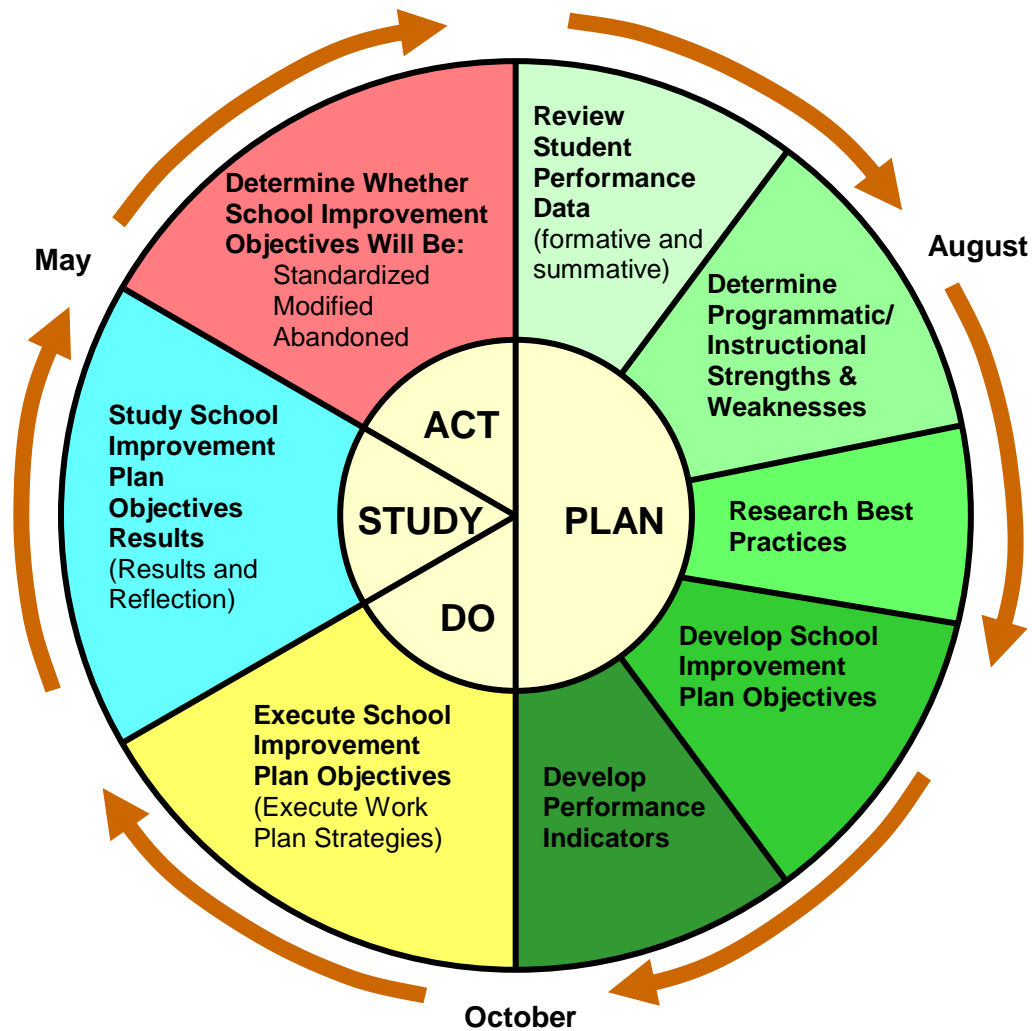 Review
Student
Performance
Data
(formative and
summative)
Determine Whether
School Improvement
Objectives Will Be:
Standardized
Modified
Abandoned
May
August
Determine
Programmatic/
Instructional
Strengths &
Weaknesses
Study School
Improvement
Plan
Objectives
Results
(Results and
Reflection)
ACT
STUDY
PLAN
DO
Research Best
Practices
Develop School
Improvement
Plan Objectives
Execute School
Improvement
Plan Objectives
(Execute Work
Plan Strategies)
Develop
Performance
Indicators
October